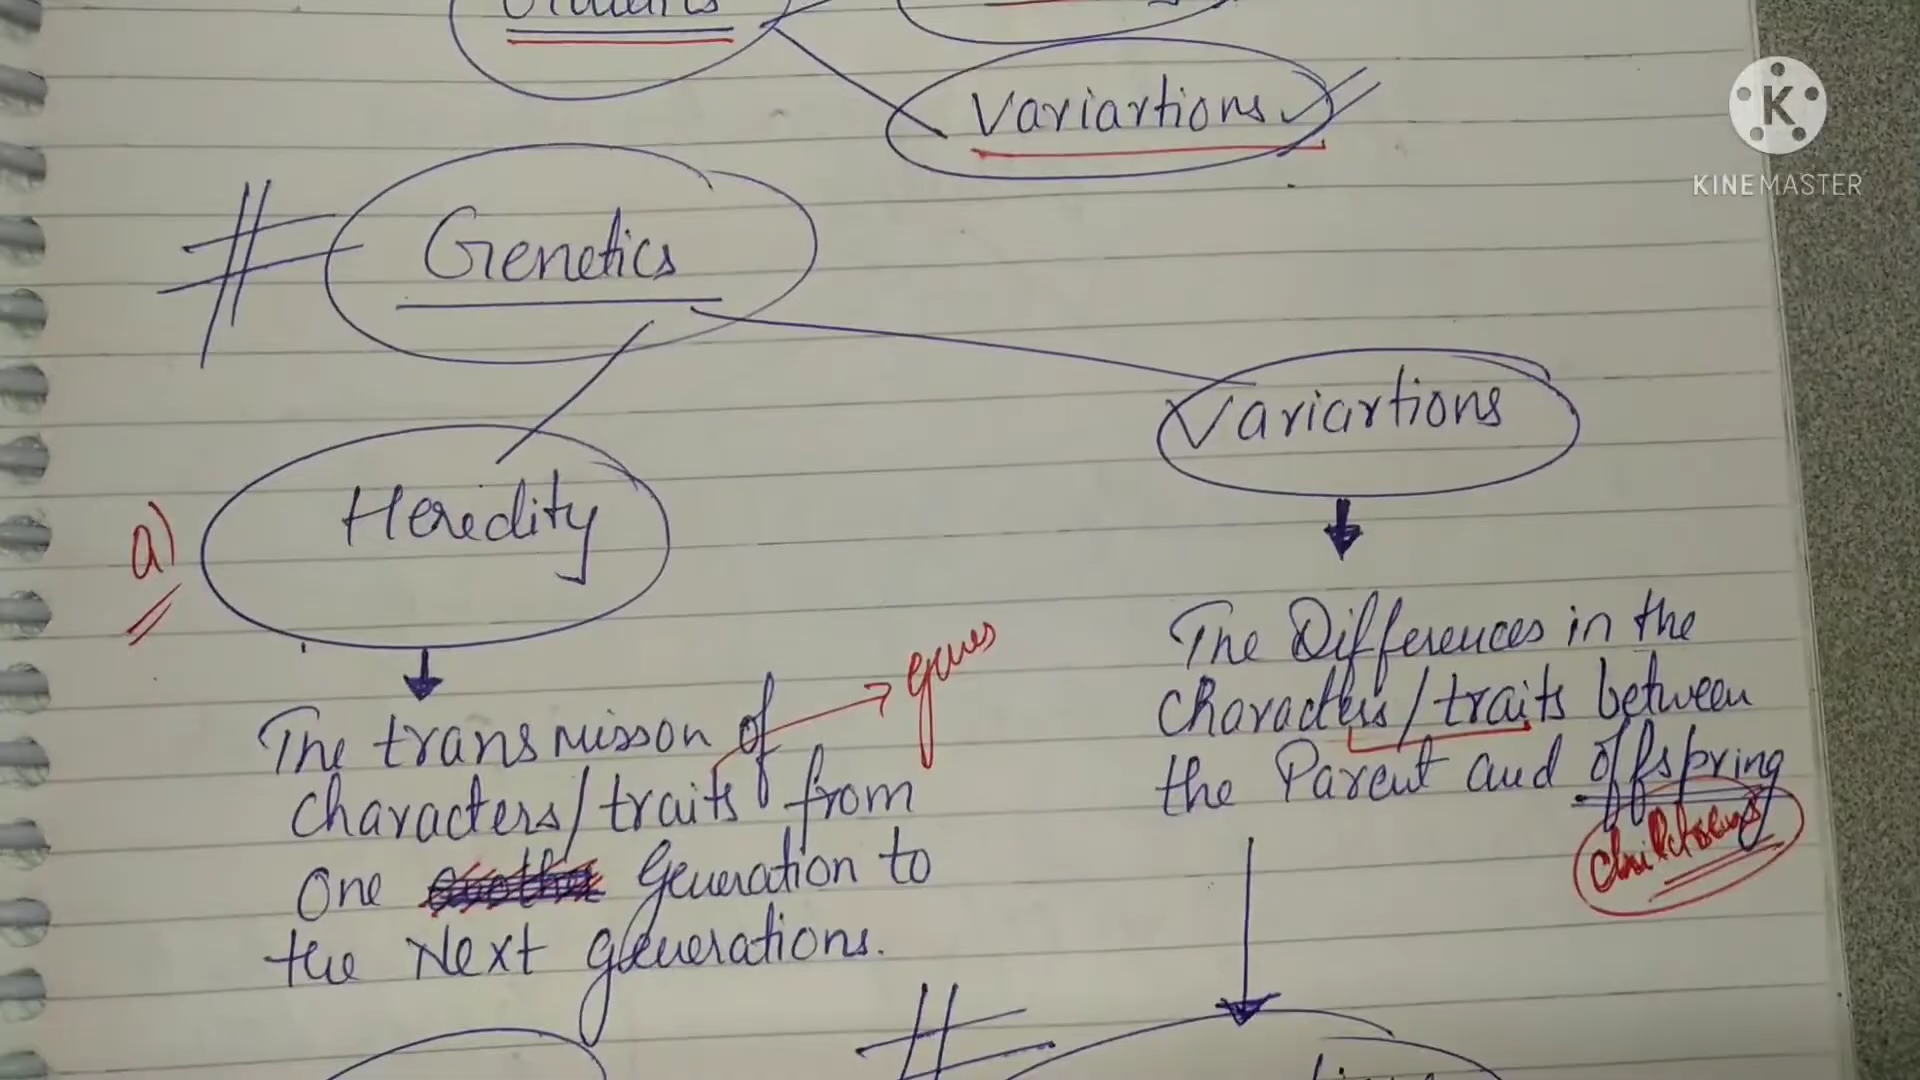 Variartions
K
KINEMASTER
Genetics
Variartions
a)
Heredity
The transmisson of
characters/traits from
One generation to
the Next generations.
genes
The Differences in the
characters/traits between
the Parent and offspring